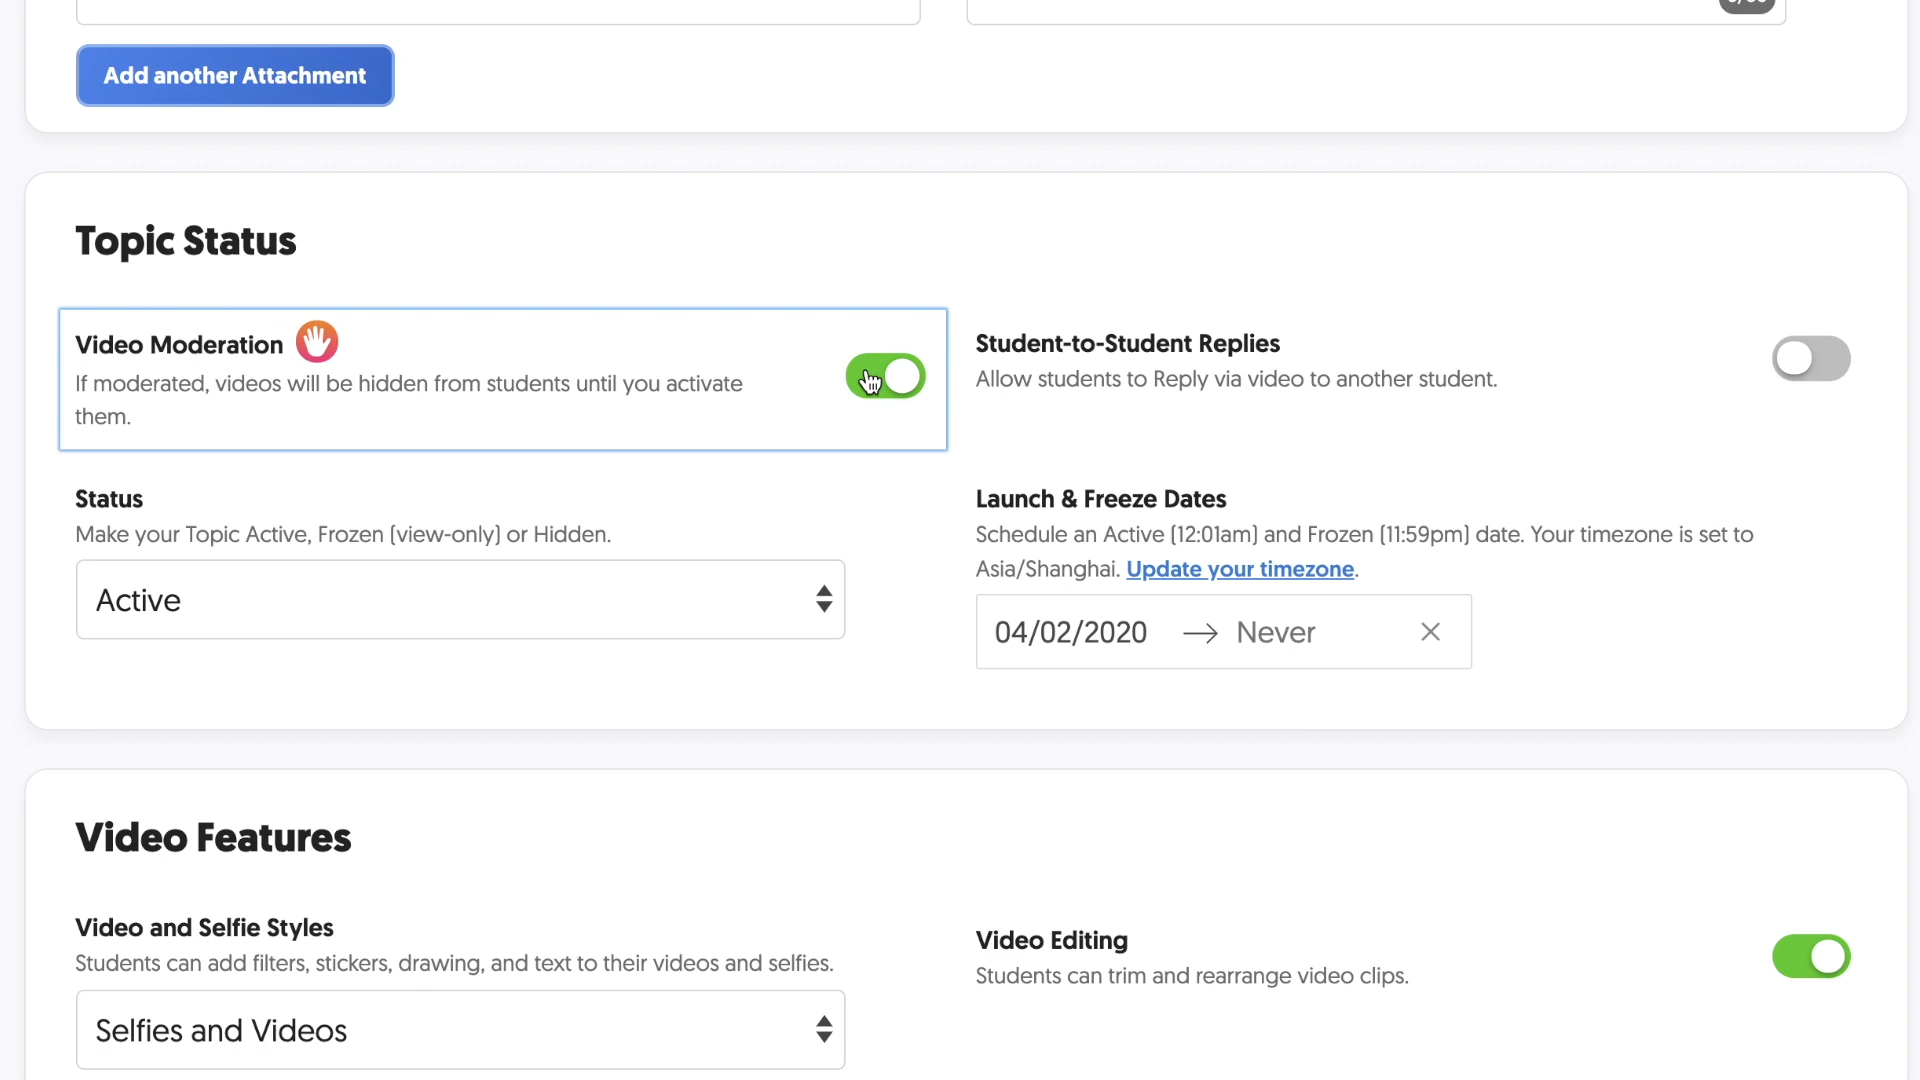 Add another Attachment
Topic Status
Video Moderation
If moderated, videos will be hidden from students until you activate
them.
Student-to-Student Replies
Allow students to Reply via video to another student.
Status
Make your Topic Active, Frozen (view-only) or Hidden.
Active
Launch & Freeze Dates
Schedule an Active (12:01am) and Frozen (11:59pm) date. Your timezone is set to
Asia/Shanghai. Update your timezone.
04/02/2020 → Never
Video Features
Video and Selfie Styles
Students can add filters, stickers, drawing, and text to their videos and selfies.
Selfies and Videos
Video Editing
Students can trim and rearrange video clips.